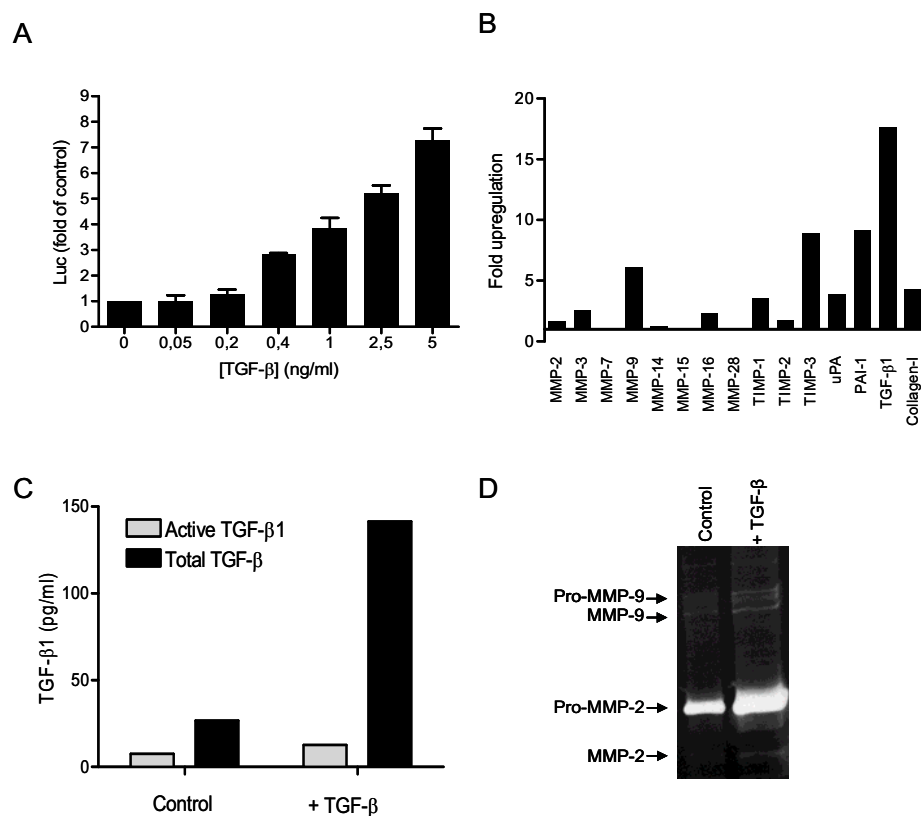 A
Luc (fold of control)
9
8
7
6
5
4
3
2
1
0
0 0,05 0,2 0,4 1 2,5 5
[TGF-β] (ng/ml)
B
Fold upregulation
20
15
10
5
0
MMP-2
MMP-3
MMP-7
MMP-9
MMP-14
MMP-15
MMP-16
MMP-28
TIMP-1
TIMP-2
TIMP-3
uPA
PAI-1
TGF-β1
Collagen-I
C
TGF-β1 (pg/ml)
150
100
50
0
Active TGF-β1
Total TGF-β
Control + TGF-β
D
Control
+ TGF-β
Pro-MMP-9
MMP-9
Pro-MMP-2
MMP-2